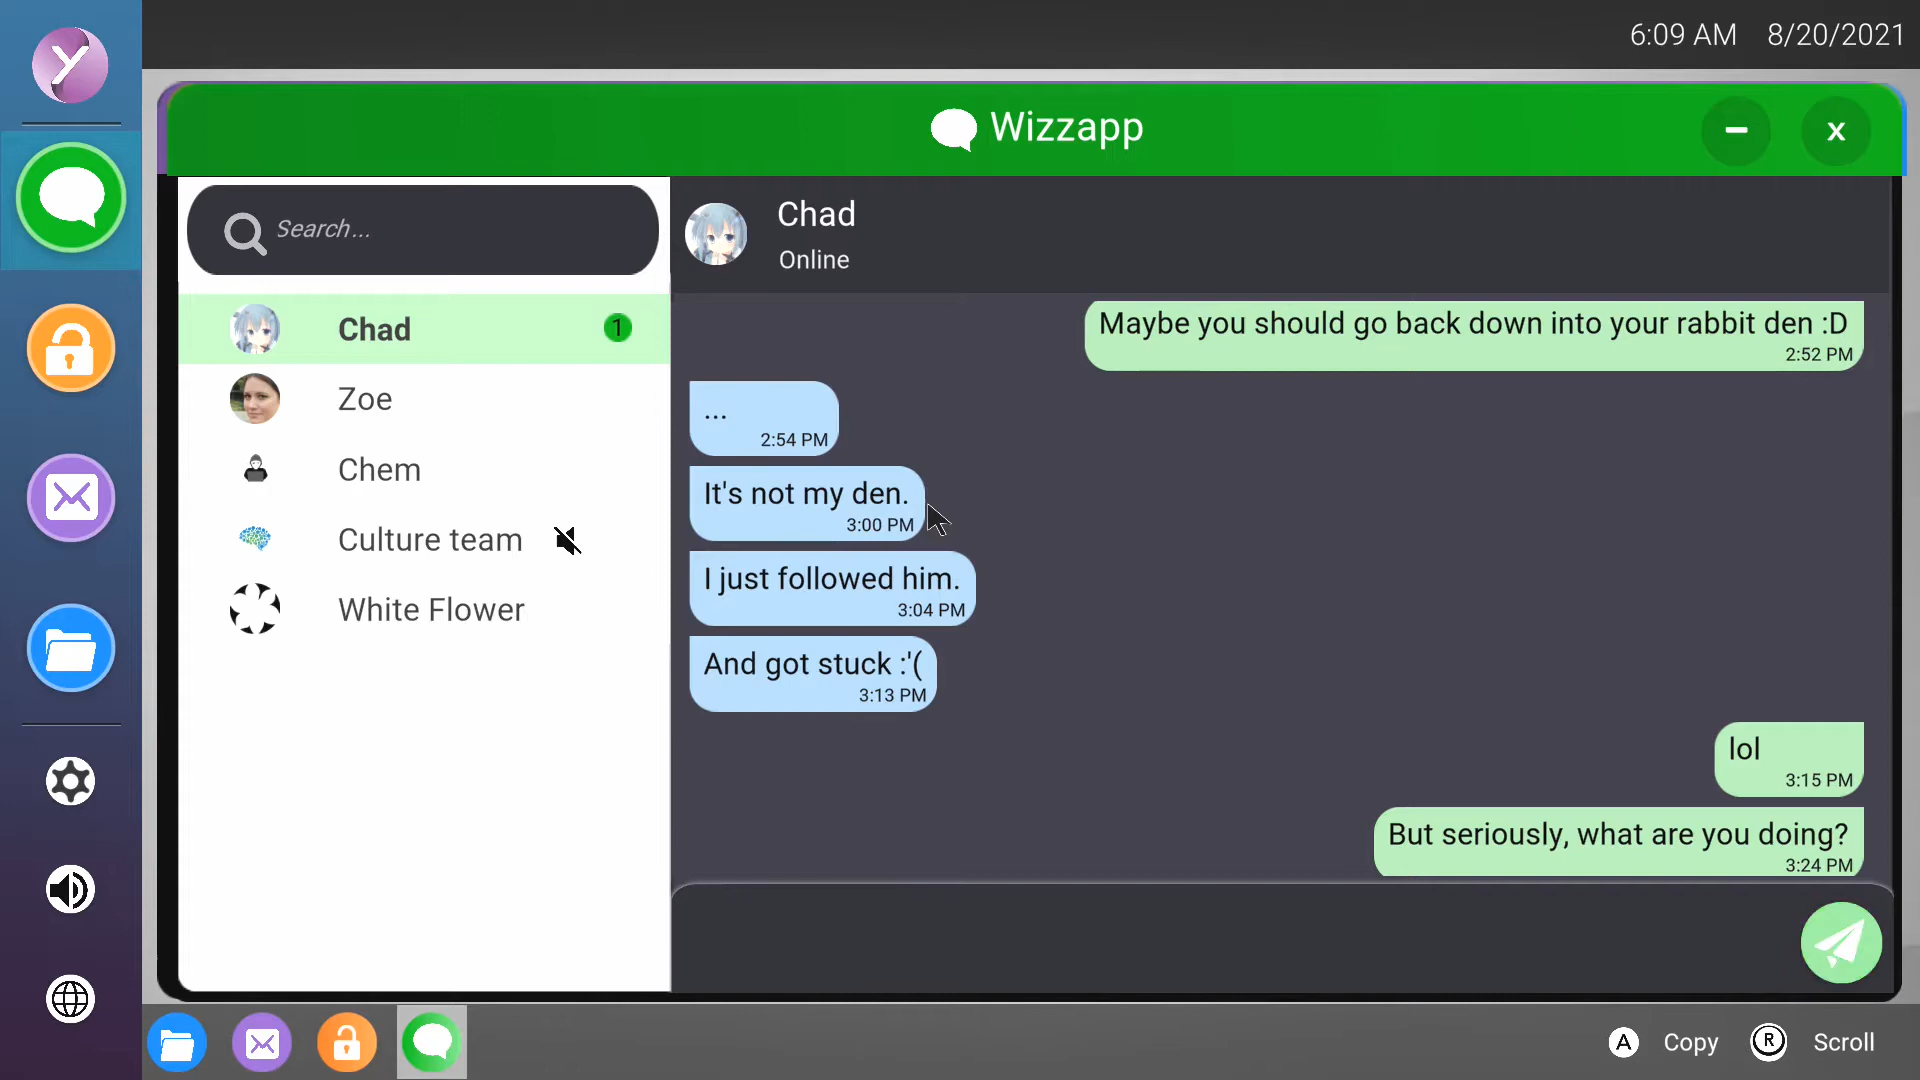 6:09 AM 8/20/2021
Y
Wizzapp
x
Search...
Chad
Online
Chad 1
Zoe
Chem
Culture team
White Flower
Maybe you should go back down into your rabbit den :D
2:52 PM
...
2:54 PM
It's not my den.
3:00 PM
I just followed him.
3:04 PM
And got stuck :'(
3:13 PM
lol
3:15 PM
But seriously, what are you doing?
3:24 PM
A Copy R Scroll